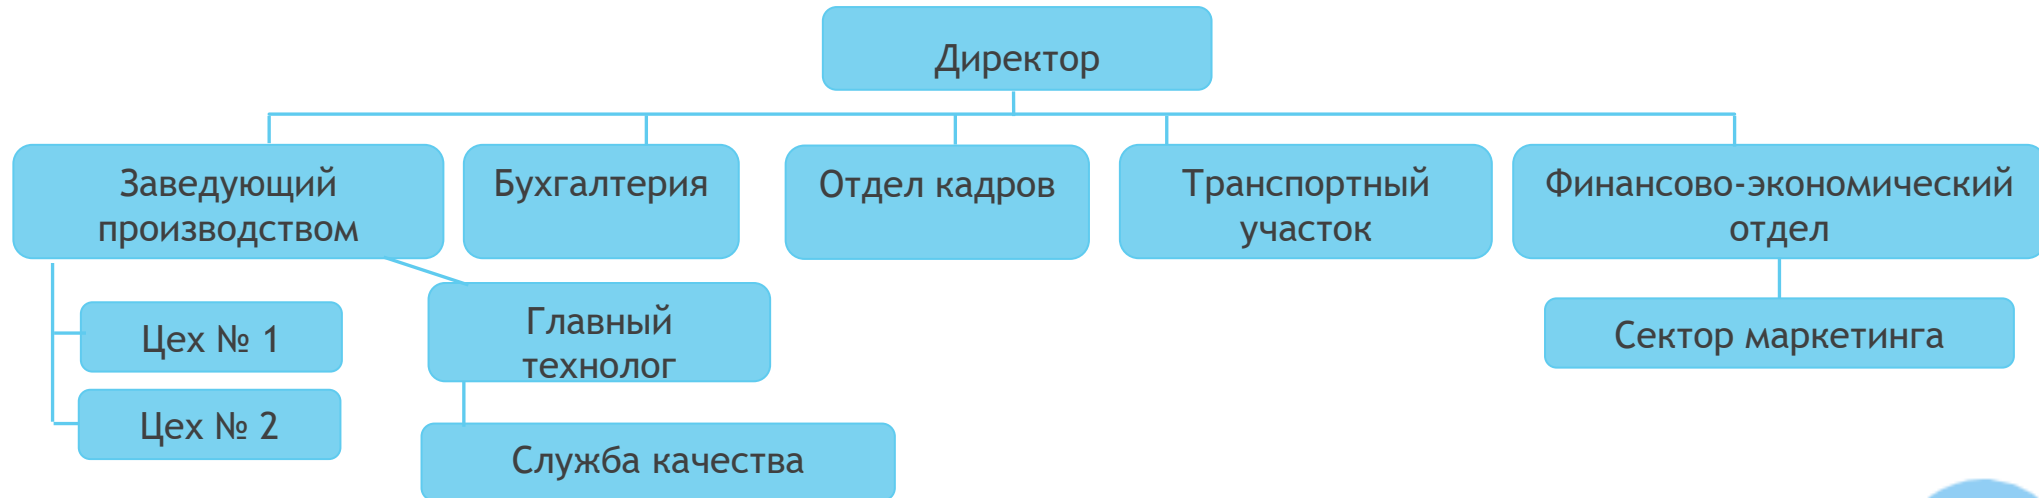 Директор
Заведующий
производством
Бухгалтерия
Отдел кадров
Транспортный
участок
Финансово-экономический
отдел
Цех № 1
Главный
технолог
Сектор маркетинга
Цех № 2
Служба качества